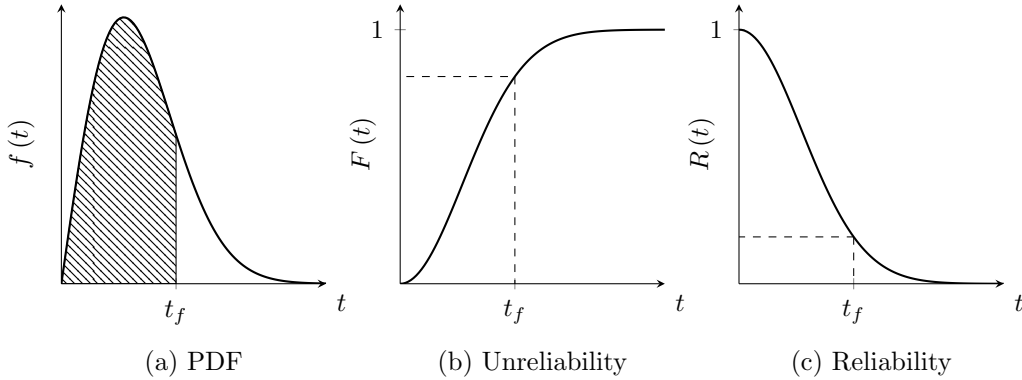 f (t)
t_f
t
(a) PDF
1
F (t)
t_f
t
(b) Unreliability
1
R (t)
t_f
t
(c) Reliability